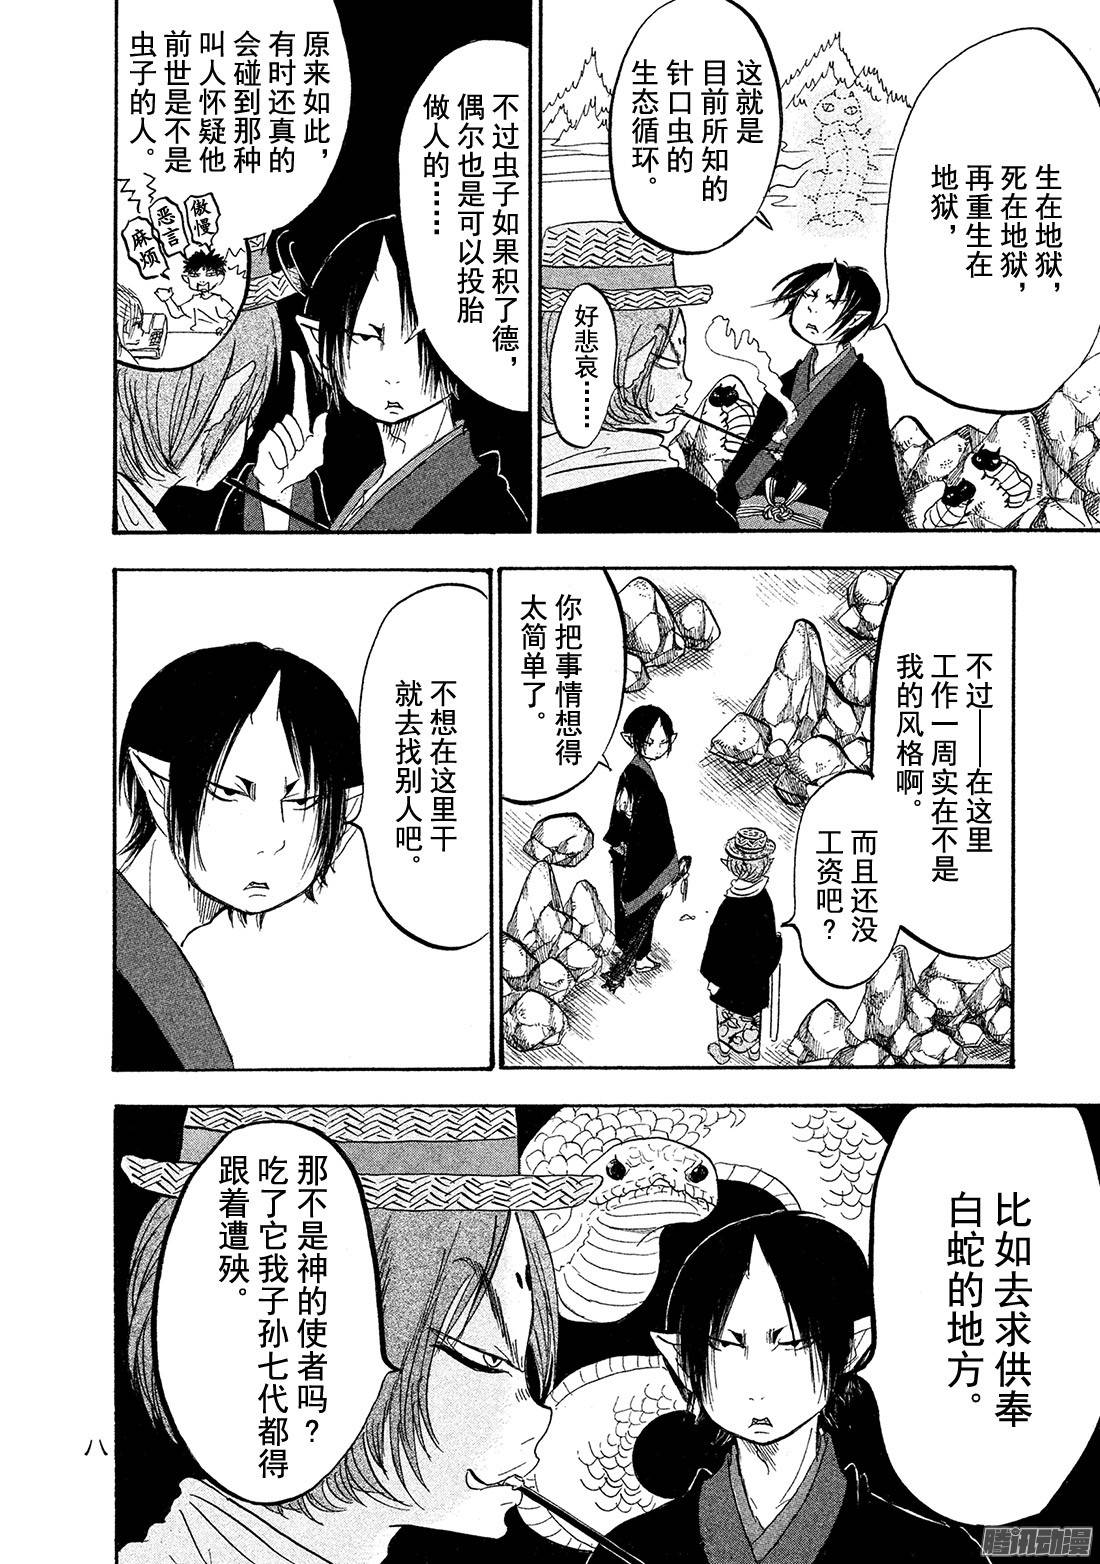 生在地狱，
死在地狱，
再重生在
地狱，
这就是
目前所知的
针口虫的
生态循环。
好悲哀……
不过虫子如果积了德，
偶尔也是可以投胎
做人的……
原来如此，
有时还真的
会碰到那种
叫人怀疑他
前世是不是
虫子的人。
傲慢
恶言
麻烦
不过——在这里
工作一周实在不是
我的风格啊。
而且还没
工资吧？
你把事情想得
太简单了。
不想在这里干
就去找别人吧。
比如去求供奉
白蛇的地方。
那不是神的使者吗？
吃了它我子孙七代都得
跟着遭殃。
八
腾讯动漫